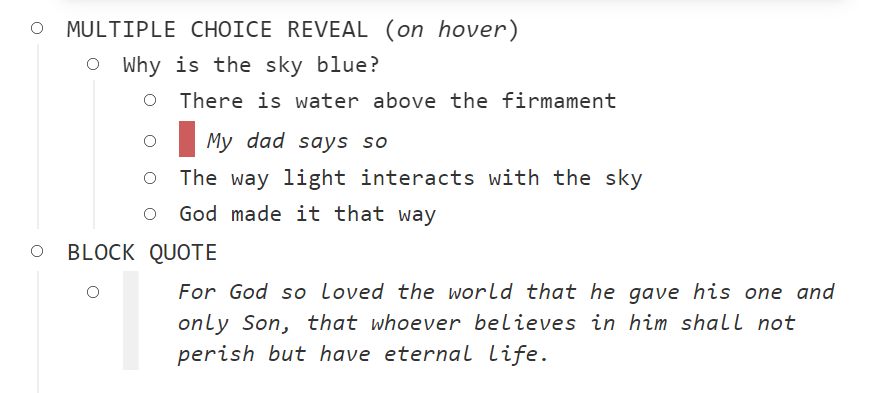 MULTIPLE CHOICE REVEAL (on hover)
Why is the sky blue?
There is water above the firmament
My dad says so
The way light interacts with the sky
God made it that way
BLOCK QUOTE
For God so loved the world that he gave his one and
only Son, that whoever believes in him shall not
perish but have eternal life.